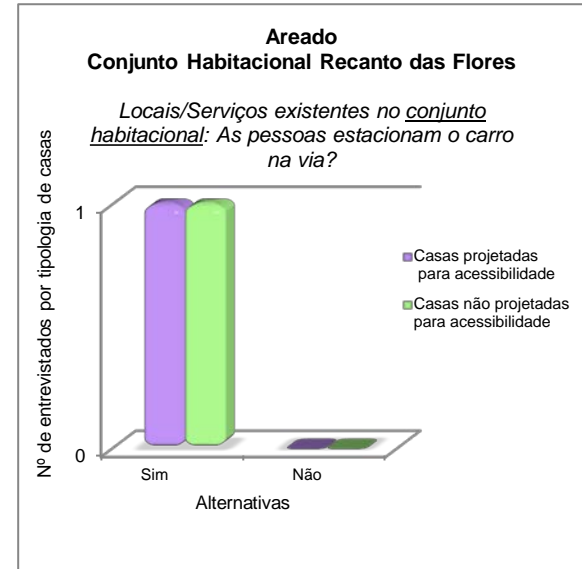 Areado
Conjunto Habitacional Recanto das Flores
Locais/Serviços existentes no conjunto
habitacional: As pessoas estacionam o carro
na via?
Nº de entrevistados por tipologia de casas
1
0
Sim
Não
Alternativas
Casas projetadas
para acessibilidade
Casas não projetadas
para acessibilidade